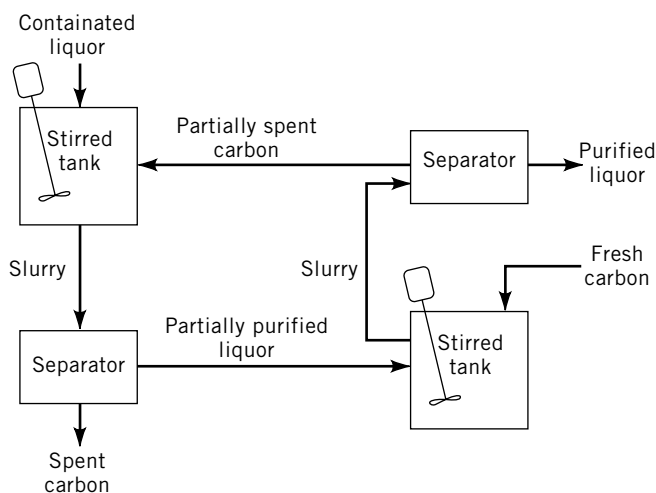 Containated
liquor
Stirred
tank
Partially spent
carbon
Separator
Purified
liquor
Slurry
Slurry
Fresh
carbon
Partially purified
liquor
Separator
Stirred
tank
Spent
carbon